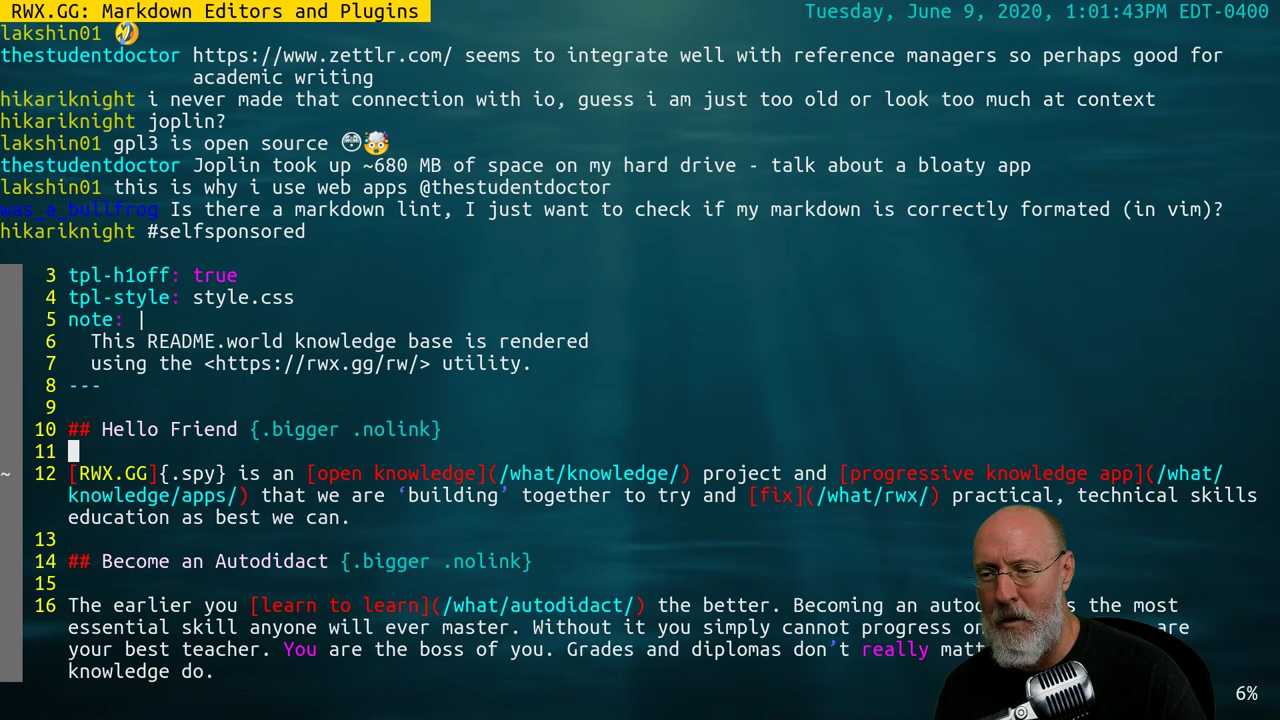 RWX.GG: Markdown Editors and Plugins
Tuesday, June 9, 2020, 1:01:43PM EDT-0400
lakshin01 🤣
thestudentdoctor https://www.zettlr.com/ seems to integrate well with reference managers so perhaps good for
academic writing
hikariknight i never made that connection with io, guess i am just too old or look too much at context
hikariknight joplin?
lakshin01 gpl3 is open source 😳🤯
thestudentdoctor Joplin took up ~680 MB of space on my hard drive - talk about a bloaty app
lakshin01 this is why i use web apps @thestudentdoctor
was_a_bullfrog Is there a markdown lint, I just want to check if my markdown is correctly formated (in vim)?
hikariknight #selfsponsored
3 tpl-h1off: true
4 tpl-style: style.css
5 note: |
6 This README.world knowledge base is rendered
7 using the <https://rwx.gg/rw/> utility.
8 ---
9
10 ## Hello Friend {.bigger .nolink}
11
~ 12 [RWX.GG]{.spy} is an [open knowledge](/what/knowledge/) project and [progressive knowledge app](/what/
knowledge/apps/) that we are ‘building’ together to try and [fix](/what/rwx/) practical, technical skills
education as best we can.
13
14 ## Become an Autodidact {.bigger .nolink}
15
16 The earlier you [learn to learn](/what/autodidact/) the better. Becoming an the most
essential skill anyone will ever master. Without it you simply cannot progress are
your best teacher. You are the boss of you. Grades and diplomas don’t really
knowledge do.
6%